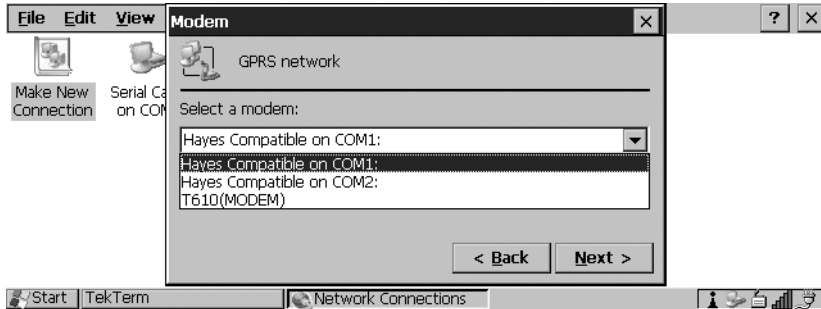 File Edit View
Modem
?
GPRS network
Make New
Connection
Serial Ca
on COM
Select a modem:
Hayes Compatible on COM1:
Hayes Compatible on COM1:
Hayes Compatible on COM2:
T610(MODEM)
< Back Next >
Start TekTerm Network Connections